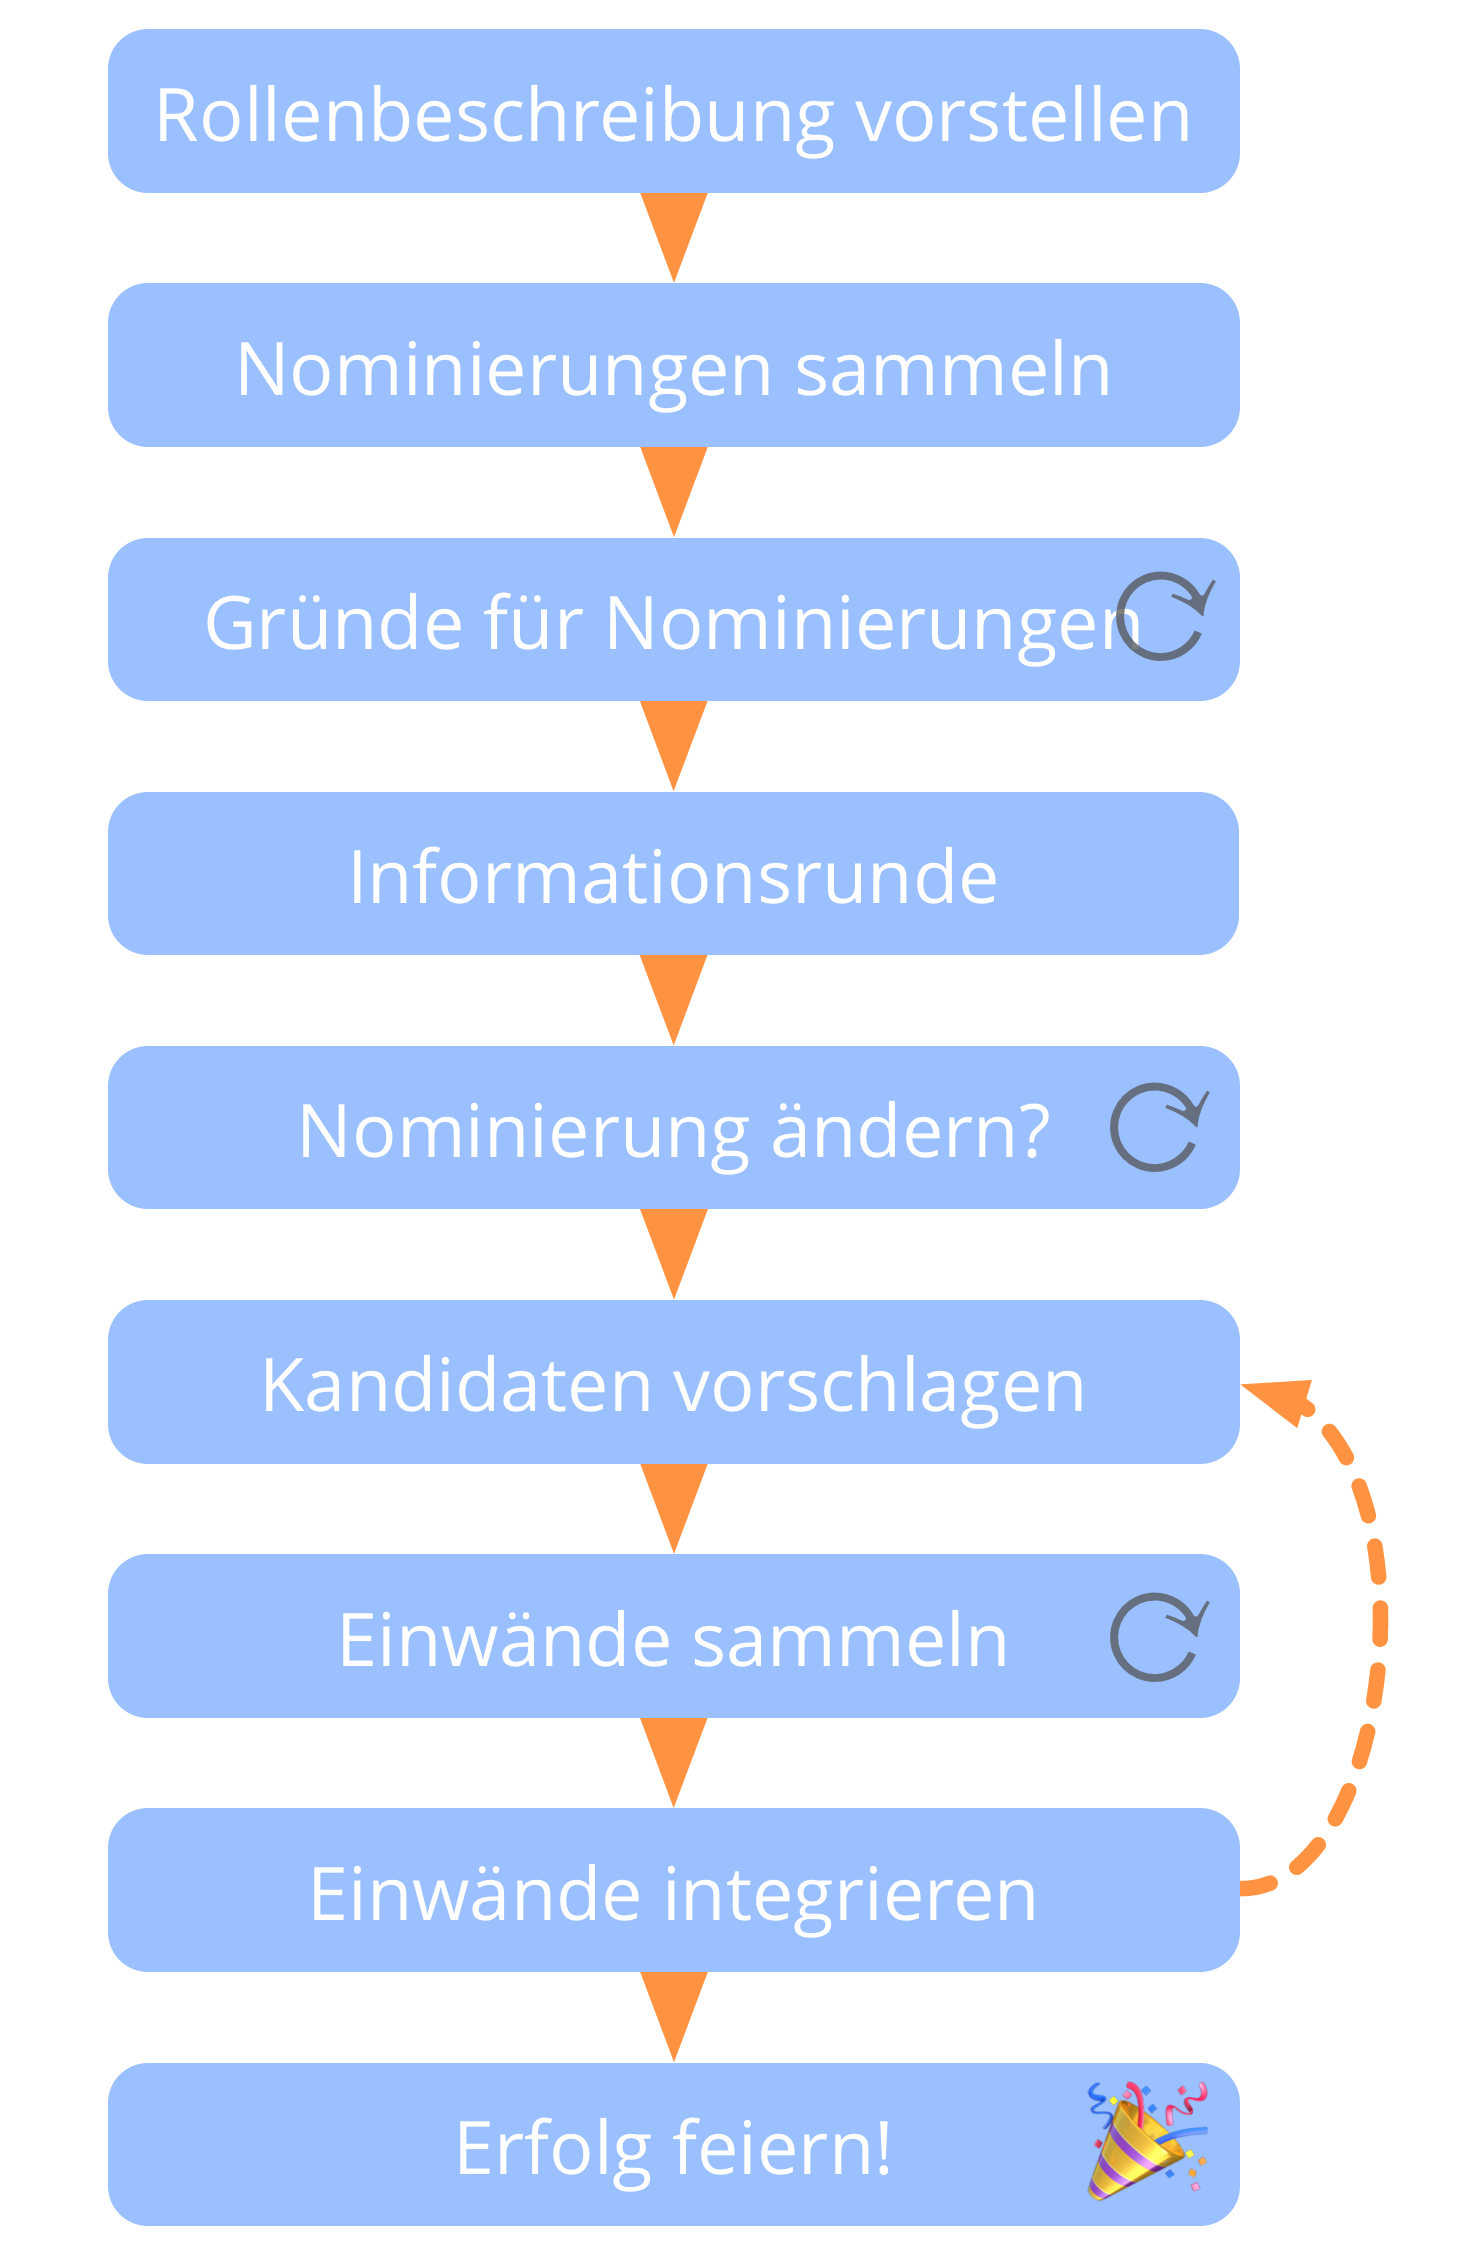 Rollenbeschreibung vorstellen
Nominierungen sammeln
Gründe für Nominierungen
Informationsrunde
Nominierung ändern?
Kandidaten vorschlagen
Einwände sammeln
Einwände integrieren
Erfolg feiern!